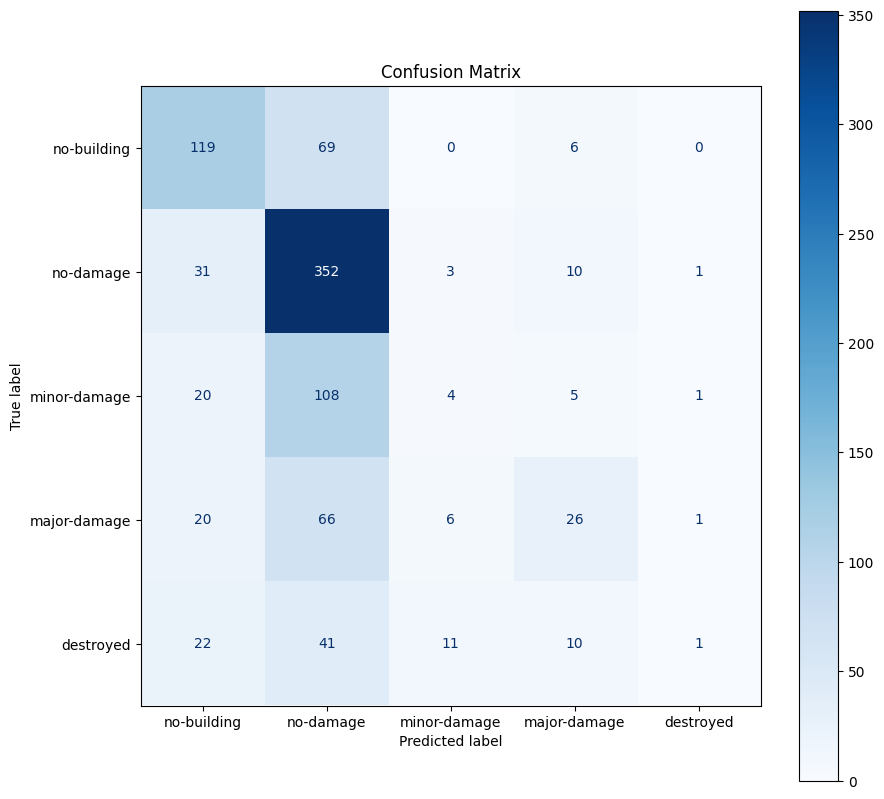 Confusion Matrix
True label
no-building 119 69 0 6 0
no-damage 31 352 3 10 1
minor-damage 20 108 4 5 1
major-damage 20 66 6 26 1
destroyed 22 41 11 10 1
no-building no-damage minor-damage major-damage destroyed
Predicted label
350
300
250
200
150
100
50
0